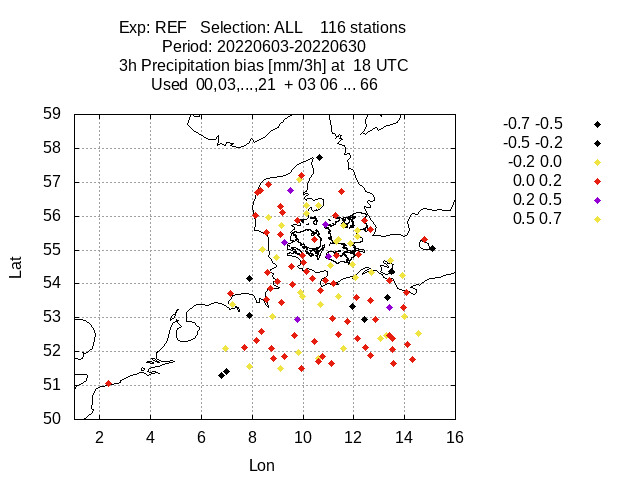 Exp: REF   Selection: ALL    116 stations
Period: 20220603-20220630
3h Precipitation bias [mm/3h] at  18 UTC
Used  00,03,...,21  + 03 06 ... 66
59
58
57
56
55
54
53
52
51
50
Lat
2 4 6 8 10 12 14 16
Lon
-0.7 -0.5
-0.5 -0.2
-0.2 0.0
0.0 0.2
0.2 0.5
0.5 0.7